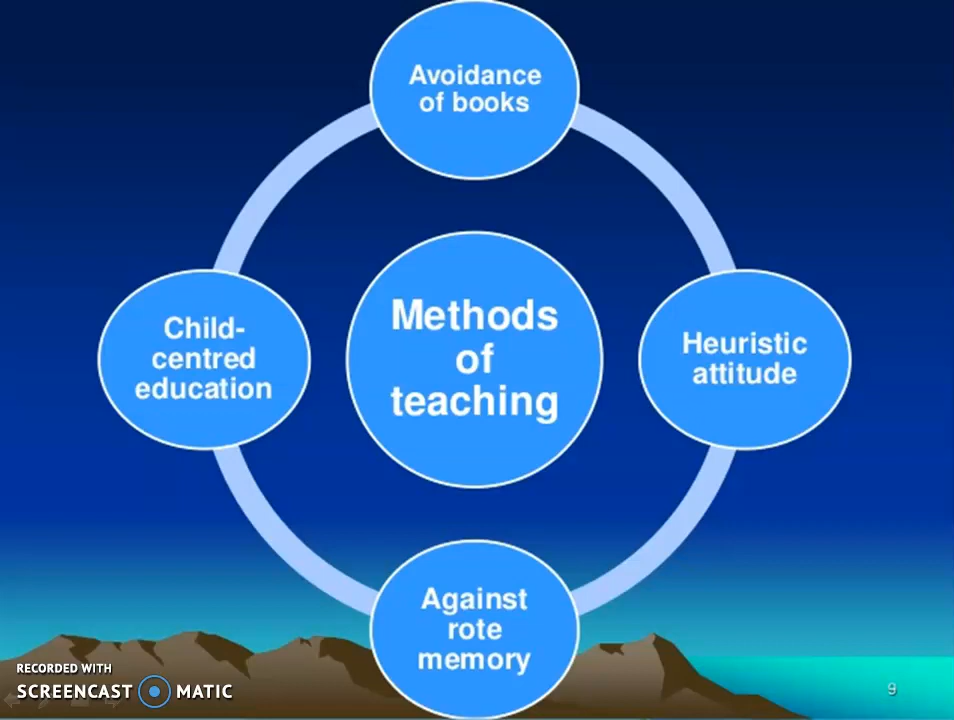 Avoidance
of books
Child-
centred
education
Methods
of
teaching
Heuristic
attitude
Against
rote
memory
RECORDED WITH
SCREENCAST MATIC
9